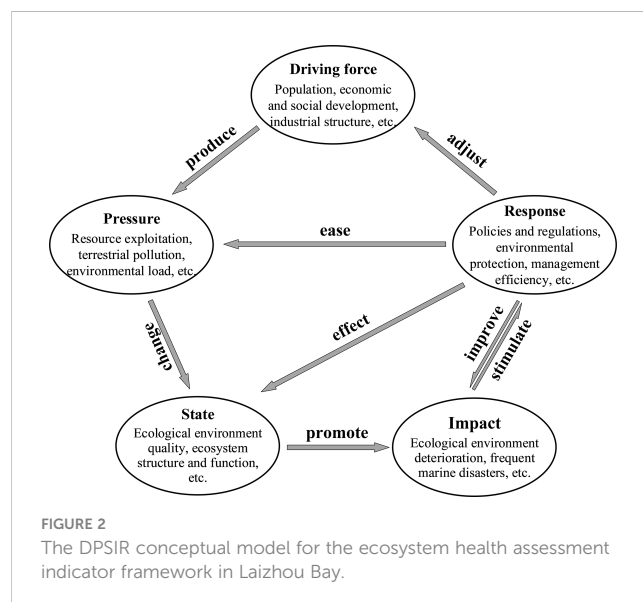 Driving force
Population, economic
and social development,
industrial structure, etc.
produce
adjust
Pressure
Resource exploitation,
terrestrial pollution,
environmental load, etc.
ease
Response
Policies and regulations,
environmental
protection, management
efficiency, etc.
change
effect
improve
stimulate
State
Ecological environment
quality, ecosystem
structure and function,
etc.
promote
Impact
Ecological environment
deterioration, frequent
marine disasters, etc.
FIGURE 2
The DPSIR conceptual model for the ecosystem health assessment
indicator framework in Laizhou Bay.